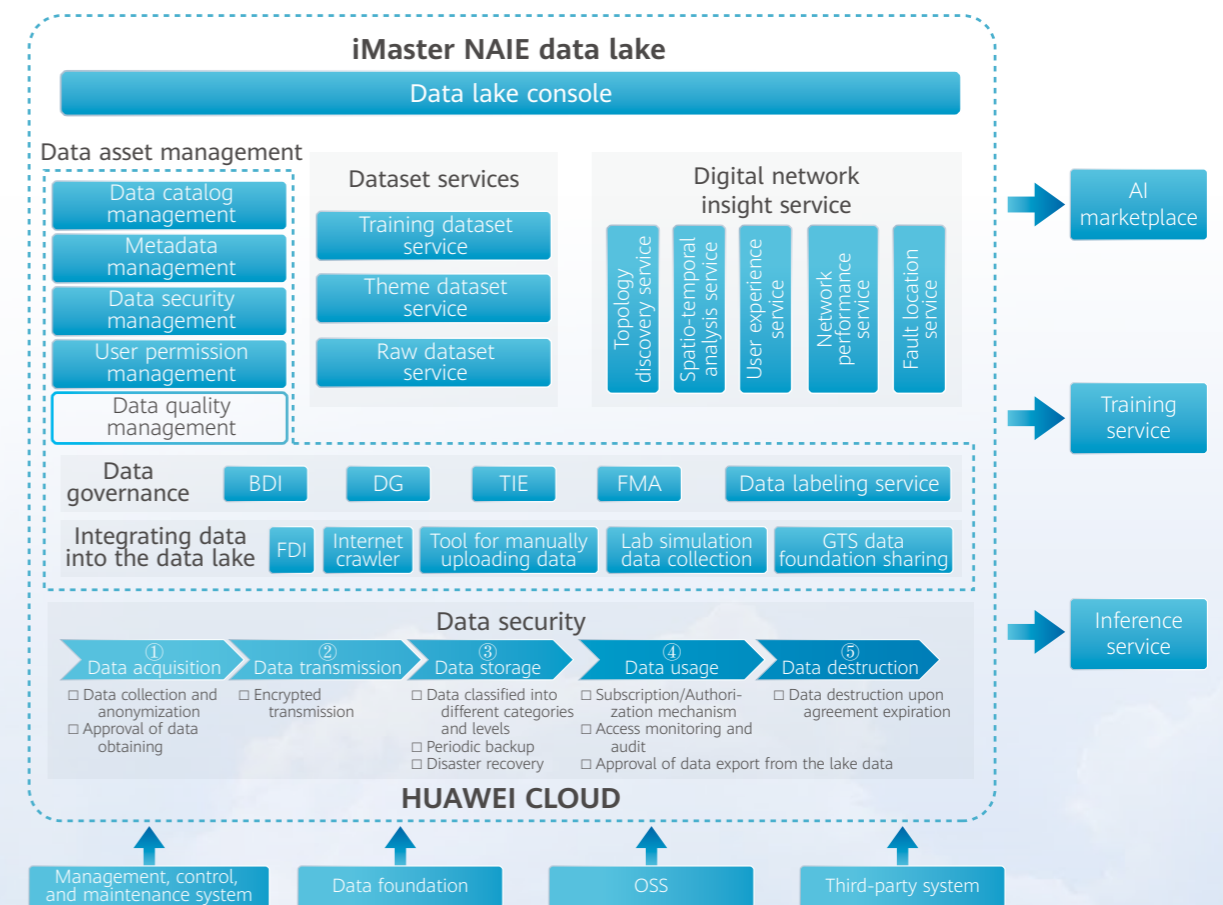 iMaster NAIE data lake
Data lake console
Data asset management
Data catalog
management
Metadata
management
Data security
management
User permission
management
Data quality
management
Dataset services
Training dataset
service
Theme dataset
service
Raw dataset
service
Digital network
insight service
Topology
discovery service
Spatio-temporal
analysis service
User experience
service
Network
performance
service
Fault location
service
Data
governance
BDI
DG
TIE
FMA
Data labeling service
Integrating data
into the data lake
FDI
Internet
crawler
Tool for manually
uploading data
Lab simulation
data collection
GTS data
foundation sharing
Data security
①
Data acquisition
□ Data collection and
anonymization
□ Approval of data
obtaining
②
Data transmission
□ Encrypted
transmission
③
Data storage
□ Data classified into
different categories
and levels
□ Periodic backup
□ Disaster recovery
④
Data usage
□ Subscription/Authori-
zation mechanism
□ Access monitoring and
audit
□ Approval of data export from the lake data
⑤
Data destruction
□ Data destruction upon
agreement expiration
HUAWEI CLOUD
AI
marketplace
Training
service
Inference
service
Management, control,
and maintenance system
Data foundation
OSS
Third-party system